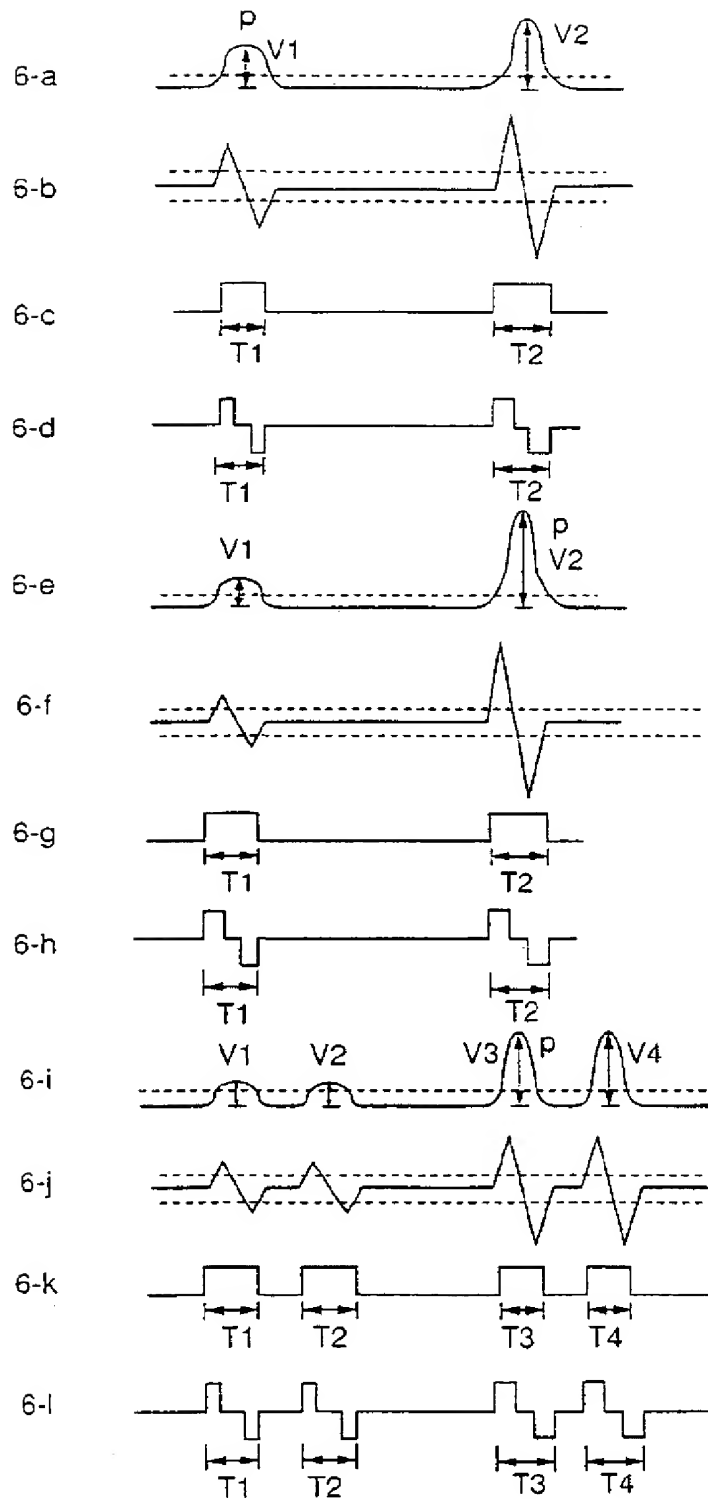 p
V1
V2
6-a
6-b
6-c
T1 T2
6-d
T1 T2
V1
p
V2
6-e
6-f
6-g
T1 T2
6-h
T1 T2
V1 V2 V3 p V4
6-i
6-j
6-k
T1 T2 T3 T4
6-l
T1 T2 T3 T4